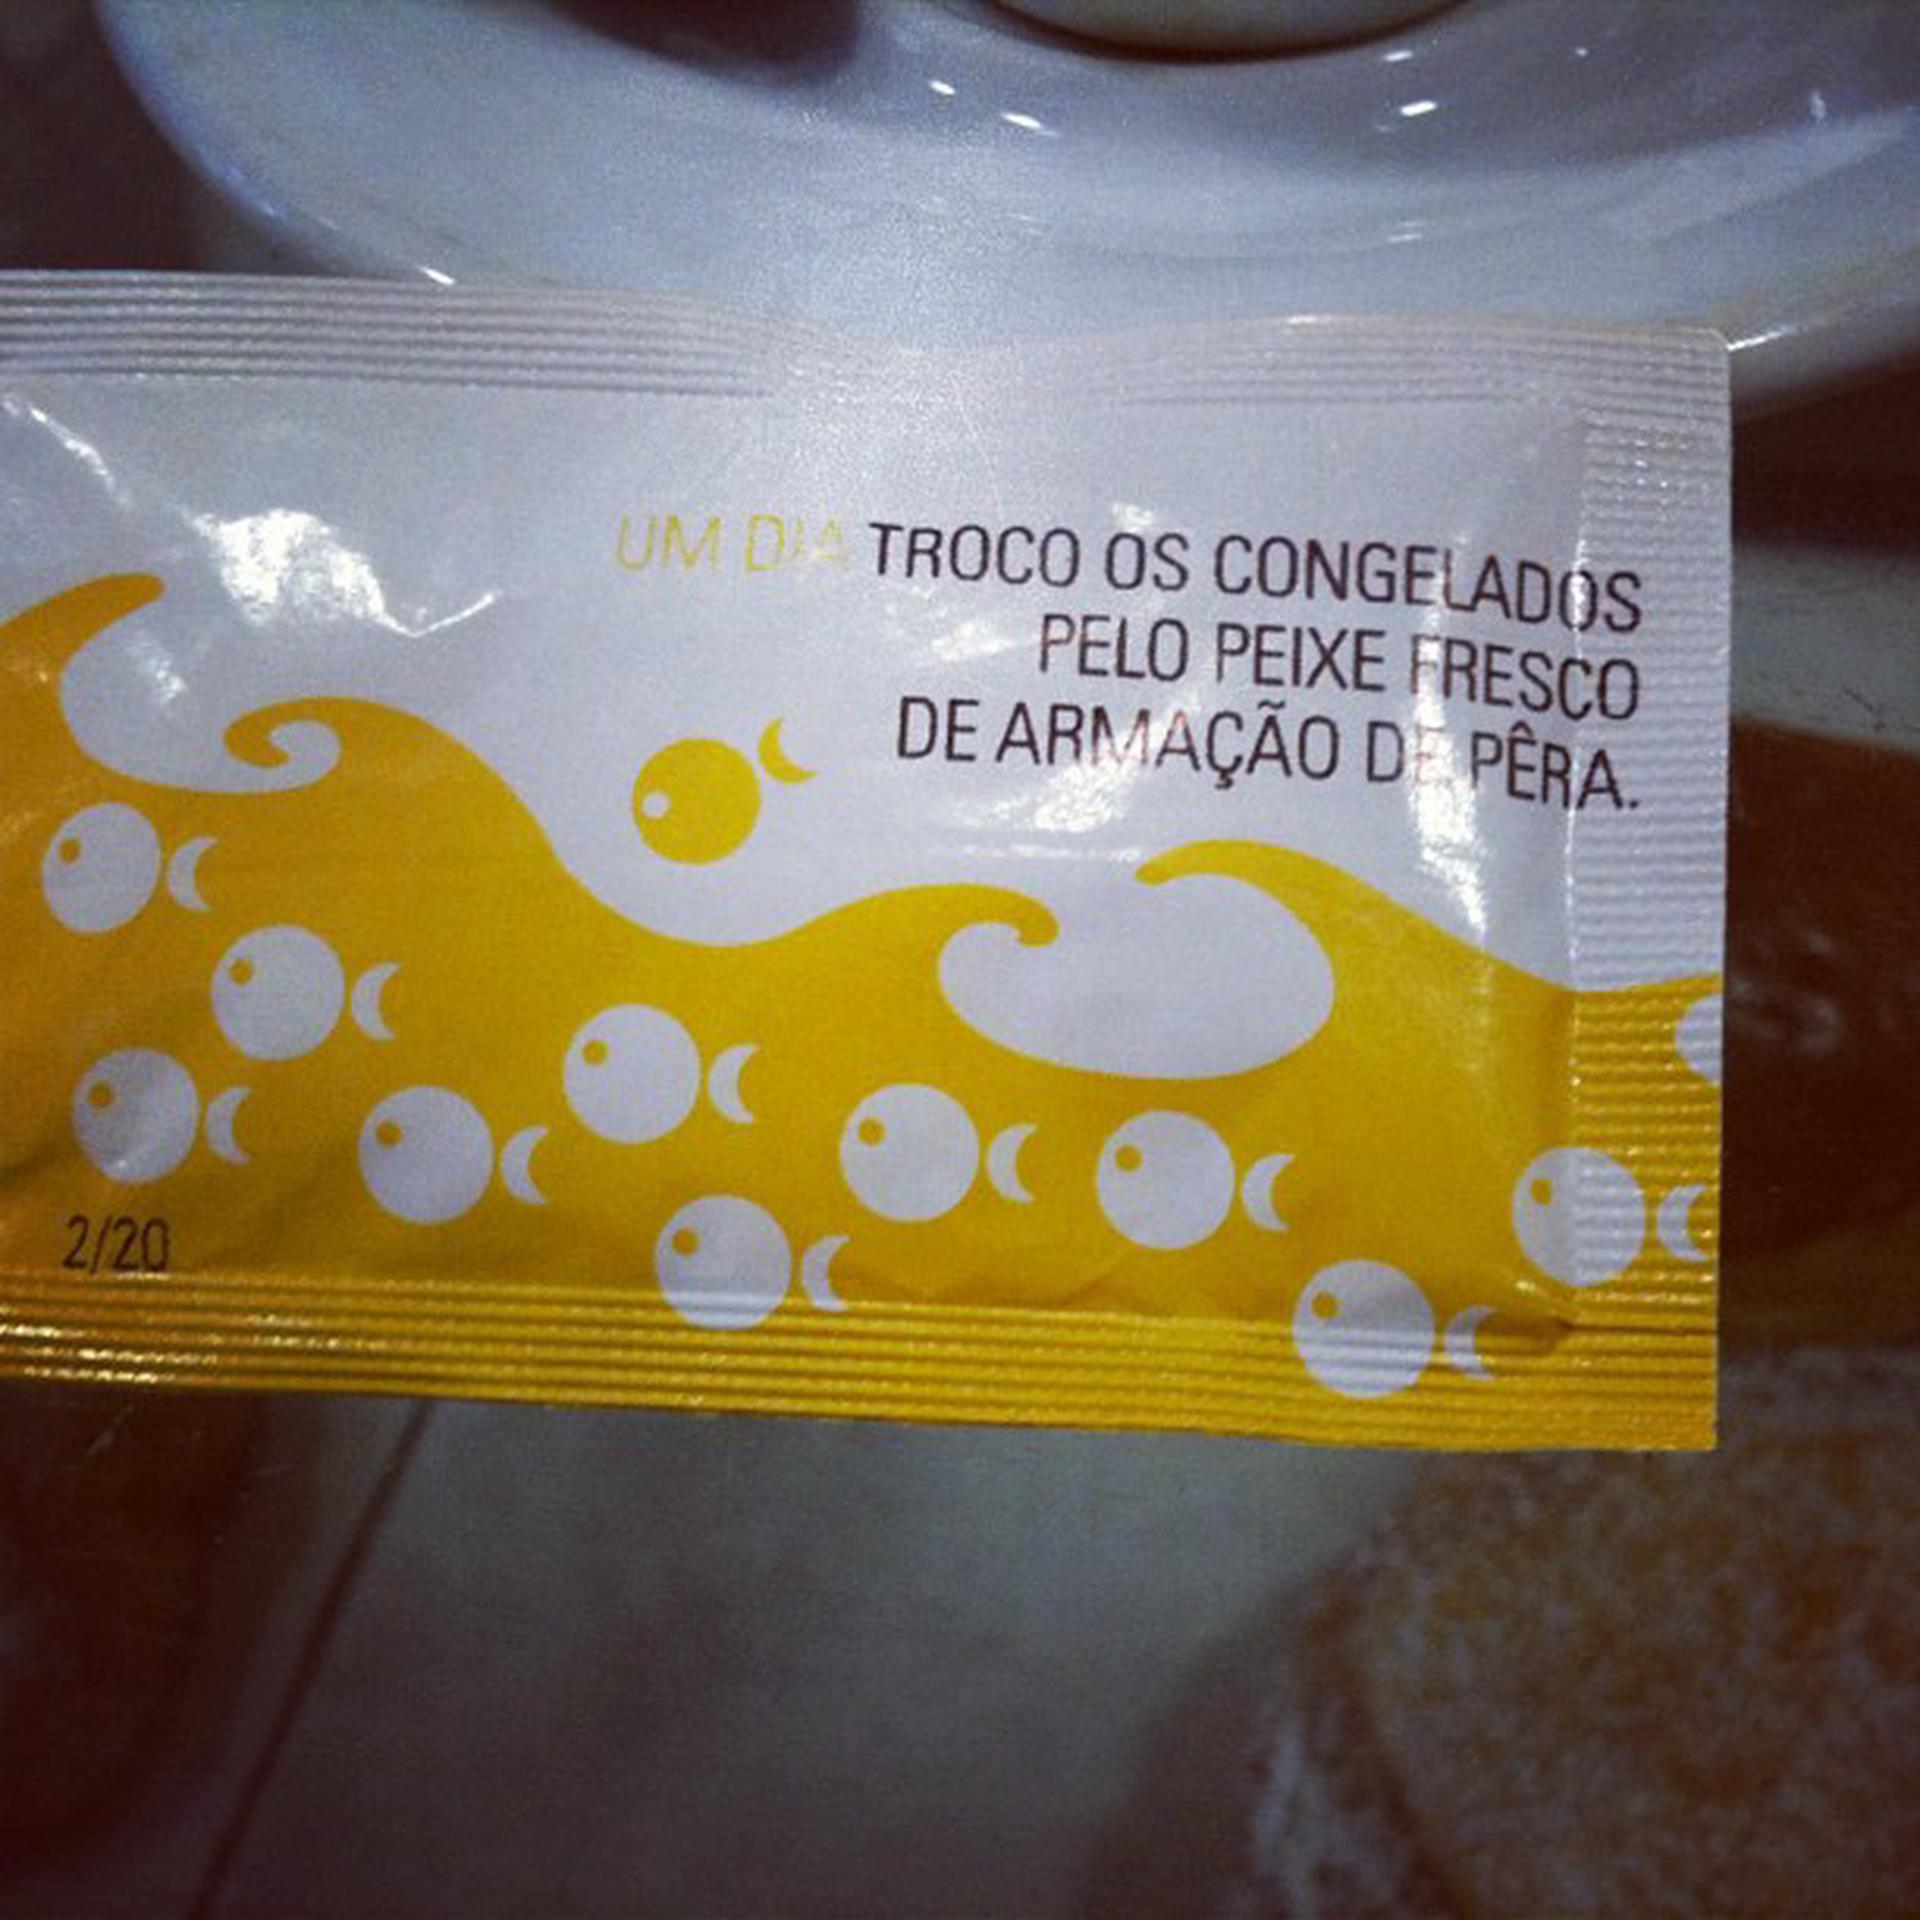 UM DIA TROCO OS CONGELADOS
PELO PEIXE FRESCO
DE ARMAÇÃO DE PÊRA.
2/20